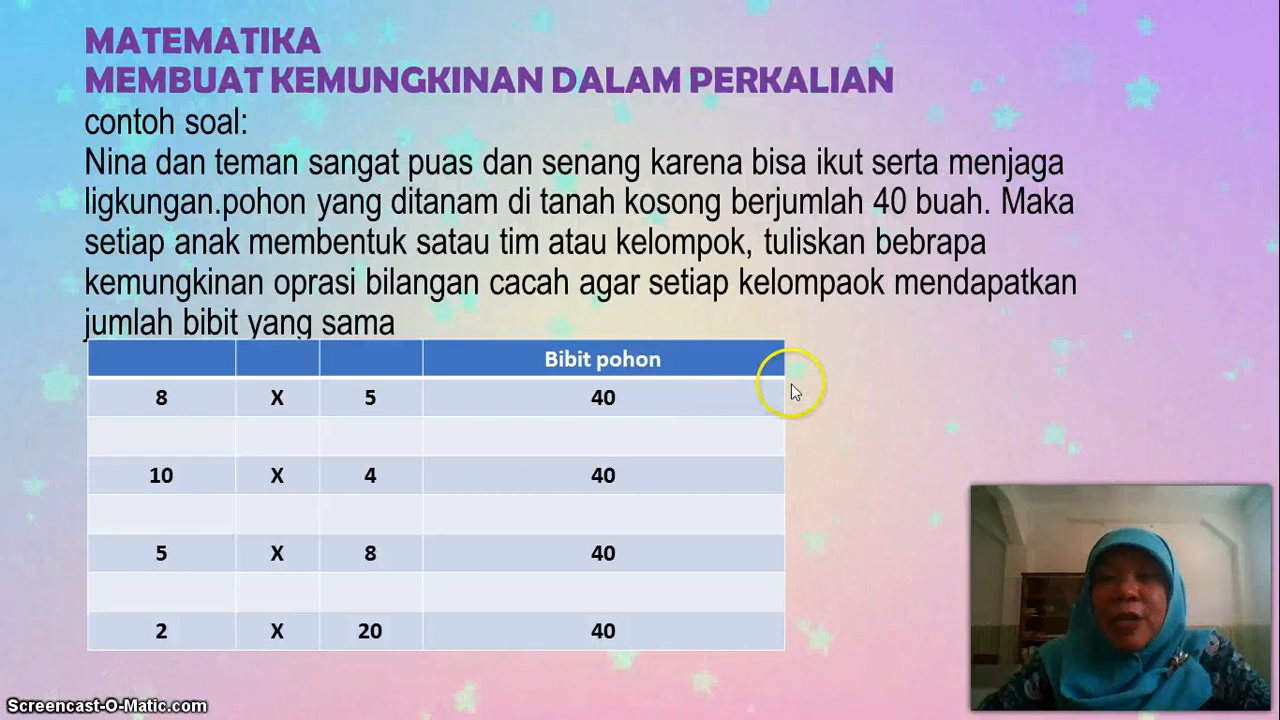 MATEMATIKA
MEMBUAT KEMUNGKINAN DALAM PERKALIAN
contoh soal:
Nina dan teman sangat puas dan senang karena bisa ikut serta menjaga
ligkungan.pohon yang ditanam di tanah kosong berjumlah 40 buah. Maka
setiap anak membentuk satau tim atau kelompok, tuliskan bebrapa
kemungkinan oprasi bilangan cacah agar setiap kelompaok mendapatkan
jumlah bibit yang sama
Bibit pohon
8 X 5 40
10 X 4 40
5 X 8 40
2 X 20 40
Screencast-O-Matic.com